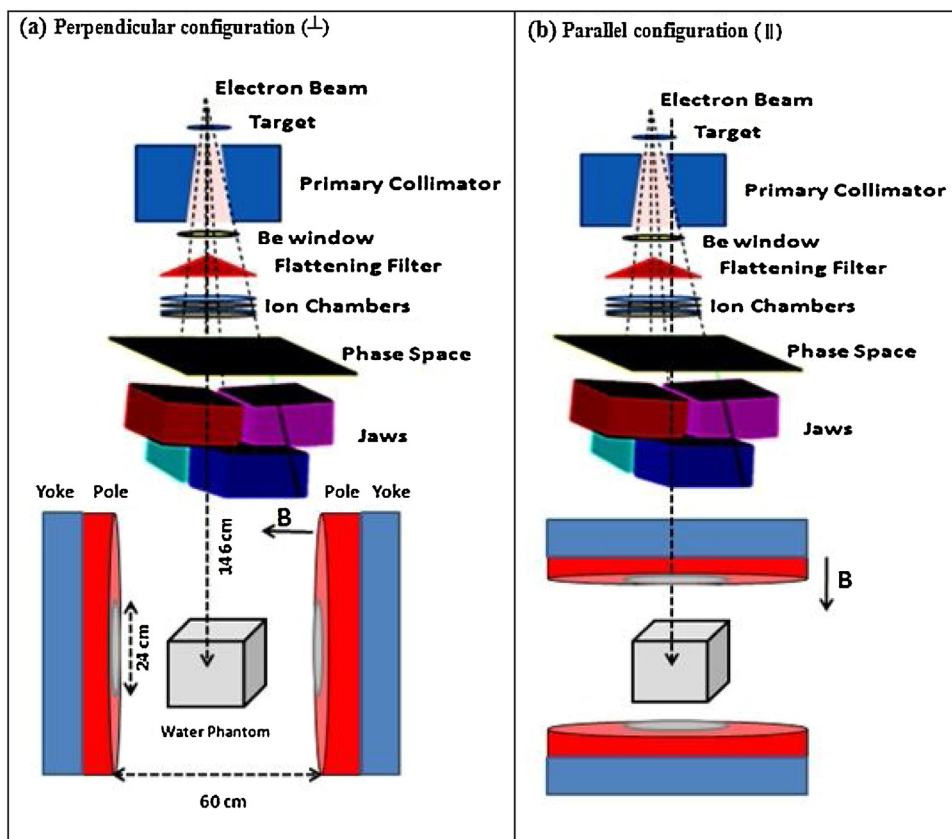 (a) Perpendicular configuration (⊥)
Electron Beam
Target
Primary Collimator
Be window
Flattening Filter
Ion Chambers
Phase Space
Jaws
Yoke Pole
Pole Yoke
B
146 cm
24 cm
Water Phantom
60 cm
(b) Parallel configuration (∥)
Electron Beam
Target
Primary Collimator
Be window
Flattening Filter
Ion Chambers
Phase Space
Jaws
B